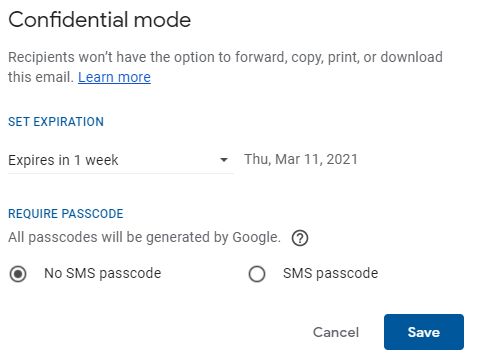 Confidential mode
Recipients won't have the option to forward, copy, print, or download
this email. Learn more
SET EXPIRATION
Expires in 1 week Thu, Mar 11, 2021
REQUIRE PASSCODE
All passcodes will be generated by Google. ?
No SMS passcode SMS passcode
Cancel Save